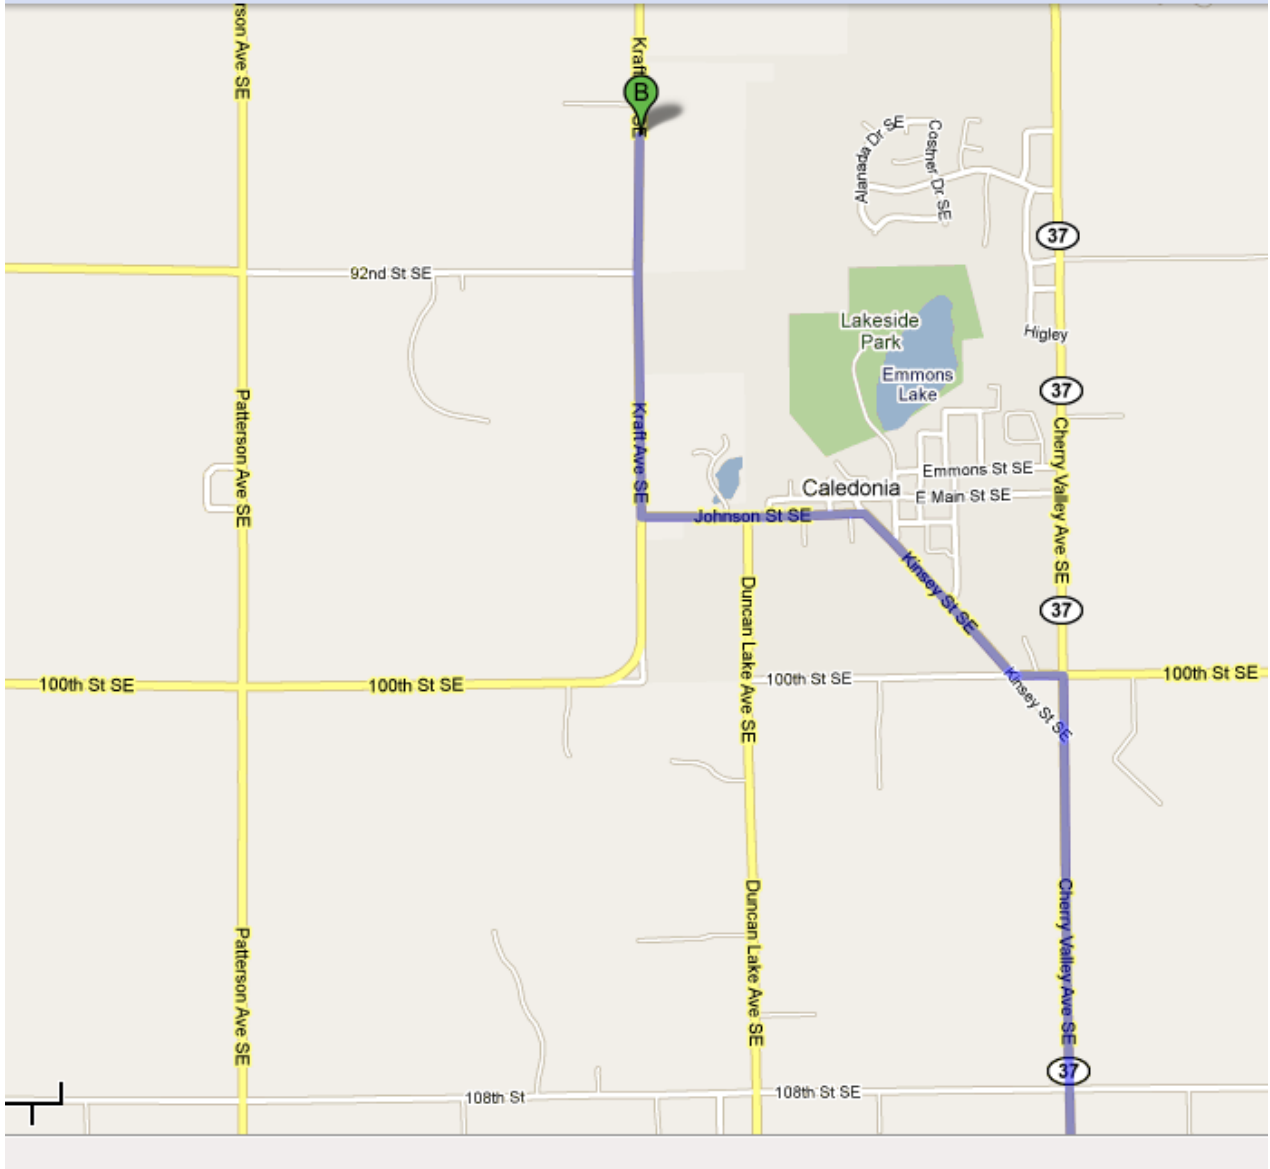 rson Ave SE
Kraft
SE
B
Alanada Dr SE
Costner Dr SE
37
92nd St SE
Lakeside
Park
Higley
Emmons
Lake
37
Patterson Ave SE
Kraft Ave SE
Cherry Valley Ave SE
Emmons St SE
Caledonia
E Main St SE
Johnson St SE
Kinsey St SE
Duncan Lake Ave SE
37
100th St SE
100th St SE
100th St SE
100th St SE
Kinsey St SE
Patterson Ave SE
Duncan Lake Ave SE
Cherry Valley Ave SE
37
108th St
108th St SE